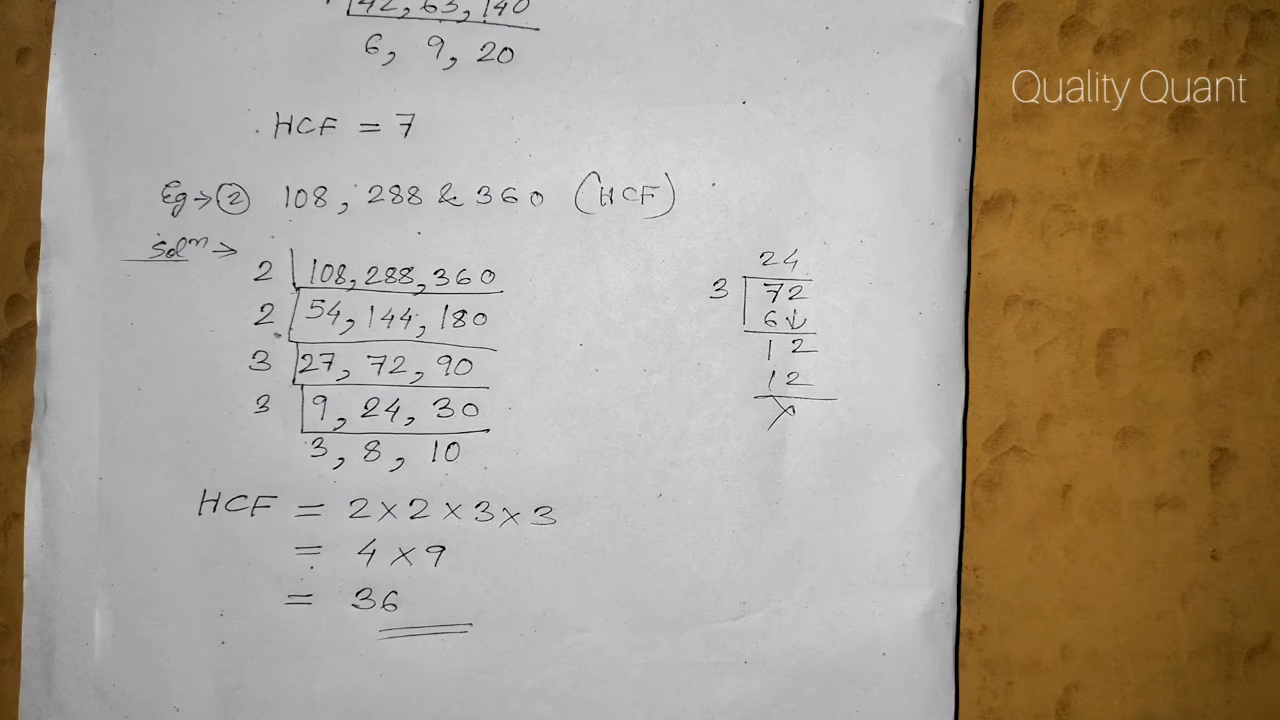 42, 63, 140
6, 9, 20
HCF = 7
Quality Quant
Eg → ② 108, 288 & 360 (HCF)
Solⁿ →
2 | 108, 288, 360
2 | 54, 144, 180
3 | 27, 72, 90
3 | 9, 24, 30
3, 8, 10
HCF = 2 × 2 × 3 × 3
= 4 × 9
= 36
24
3 | 72
6↓
12
12
×